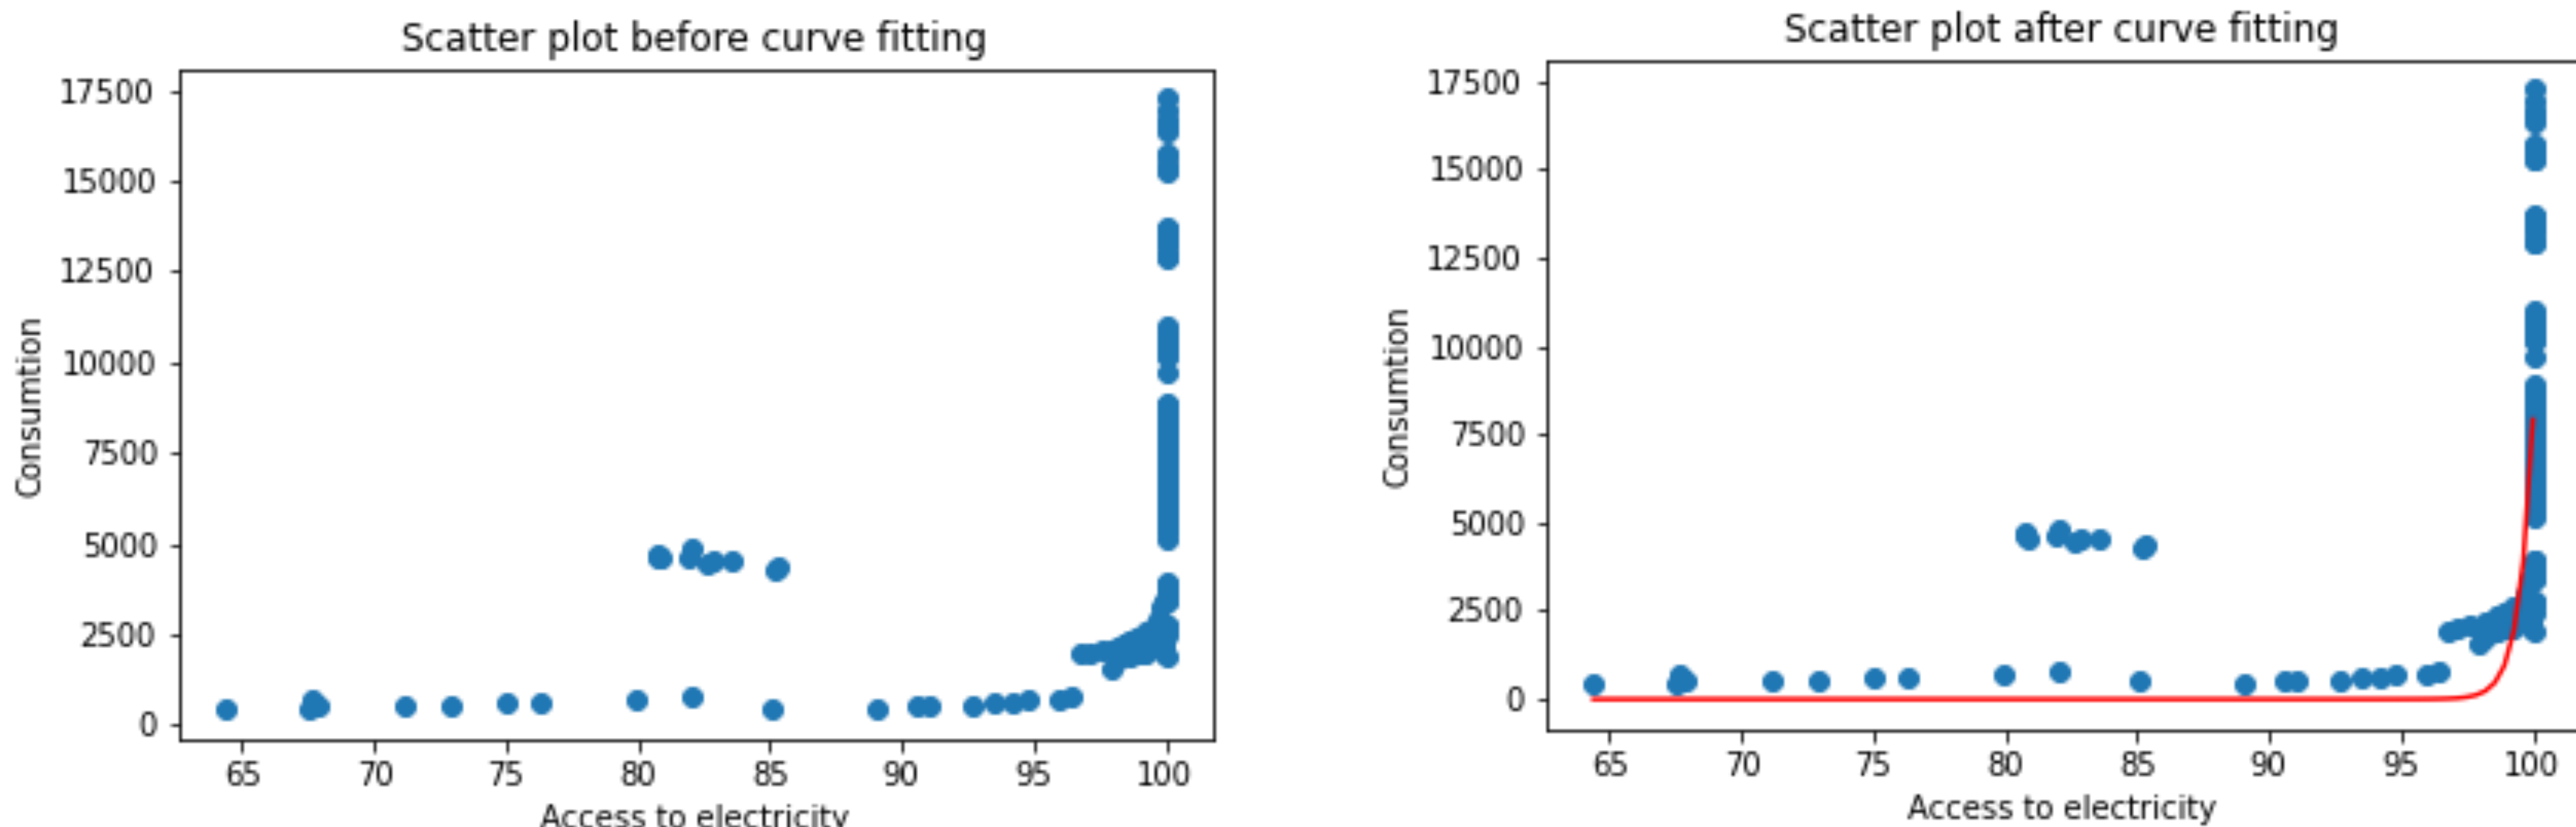 Scatter plot before curve fitting
17500
15000
12500
10000
7500
5000
2500
0
Consumtion
65 70 75 80 85 90 95 100
Access to electricity
Scatter plot after curve fitting
17500
15000
12500
10000
7500
5000
2500
0
Consumtion
65 70 75 80 85 90 95 100
Access to electricity